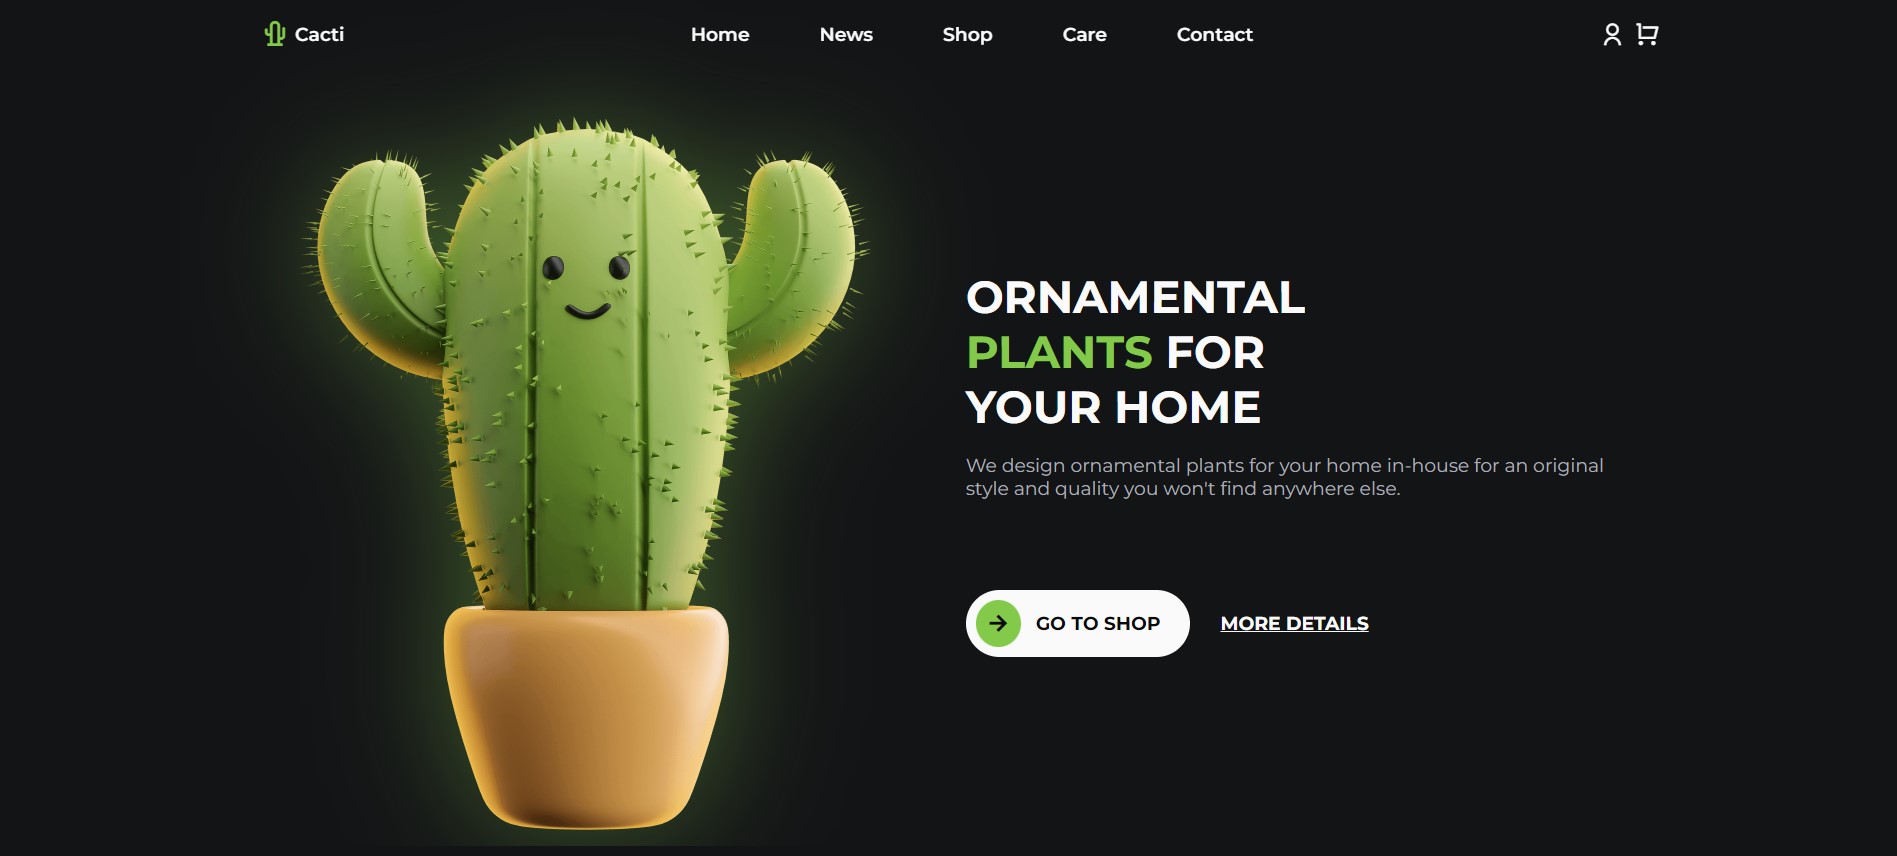 Cacti
Home
News
Shop
Care
Contact
ORNAMENTAL
PLANTS FOR
YOUR HOME
We design ornamental plants for your home in-house for an original
style and quality you won't find anywhere else.
GO TO SHOP
MORE DETAILS